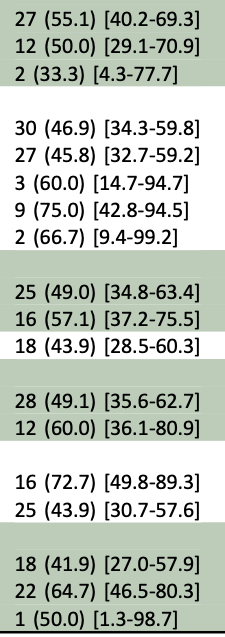 27 (55.1) [40.2-69.3]
12 (50.0) [29.1-70.9]
2 (33.3) [4.3-77.7]
30 (46.9) [34.3-59.8]
27 (45.8) [32.7-59.2]
3 (60.0) [14.7-94.7]
9 (75.0) [42.8-94.5]
2 (66.7) [9.4-99.2]
25 (49.0) [34.8-63.4]
16 (57.1) [37.2-75.5]
18 (43.9) [28.5-60.3]
28 (49.1) [35.6-62.7]
12 (60.0) [36.1-80.9]
16 (72.7) [49.8-89.3]
25 (43.9) [30.7-57.6]
18 (41.9) [27.0-57.9]
22 (64.7) [46.5-80.3]
1 (50.0) [1.3-98.7]